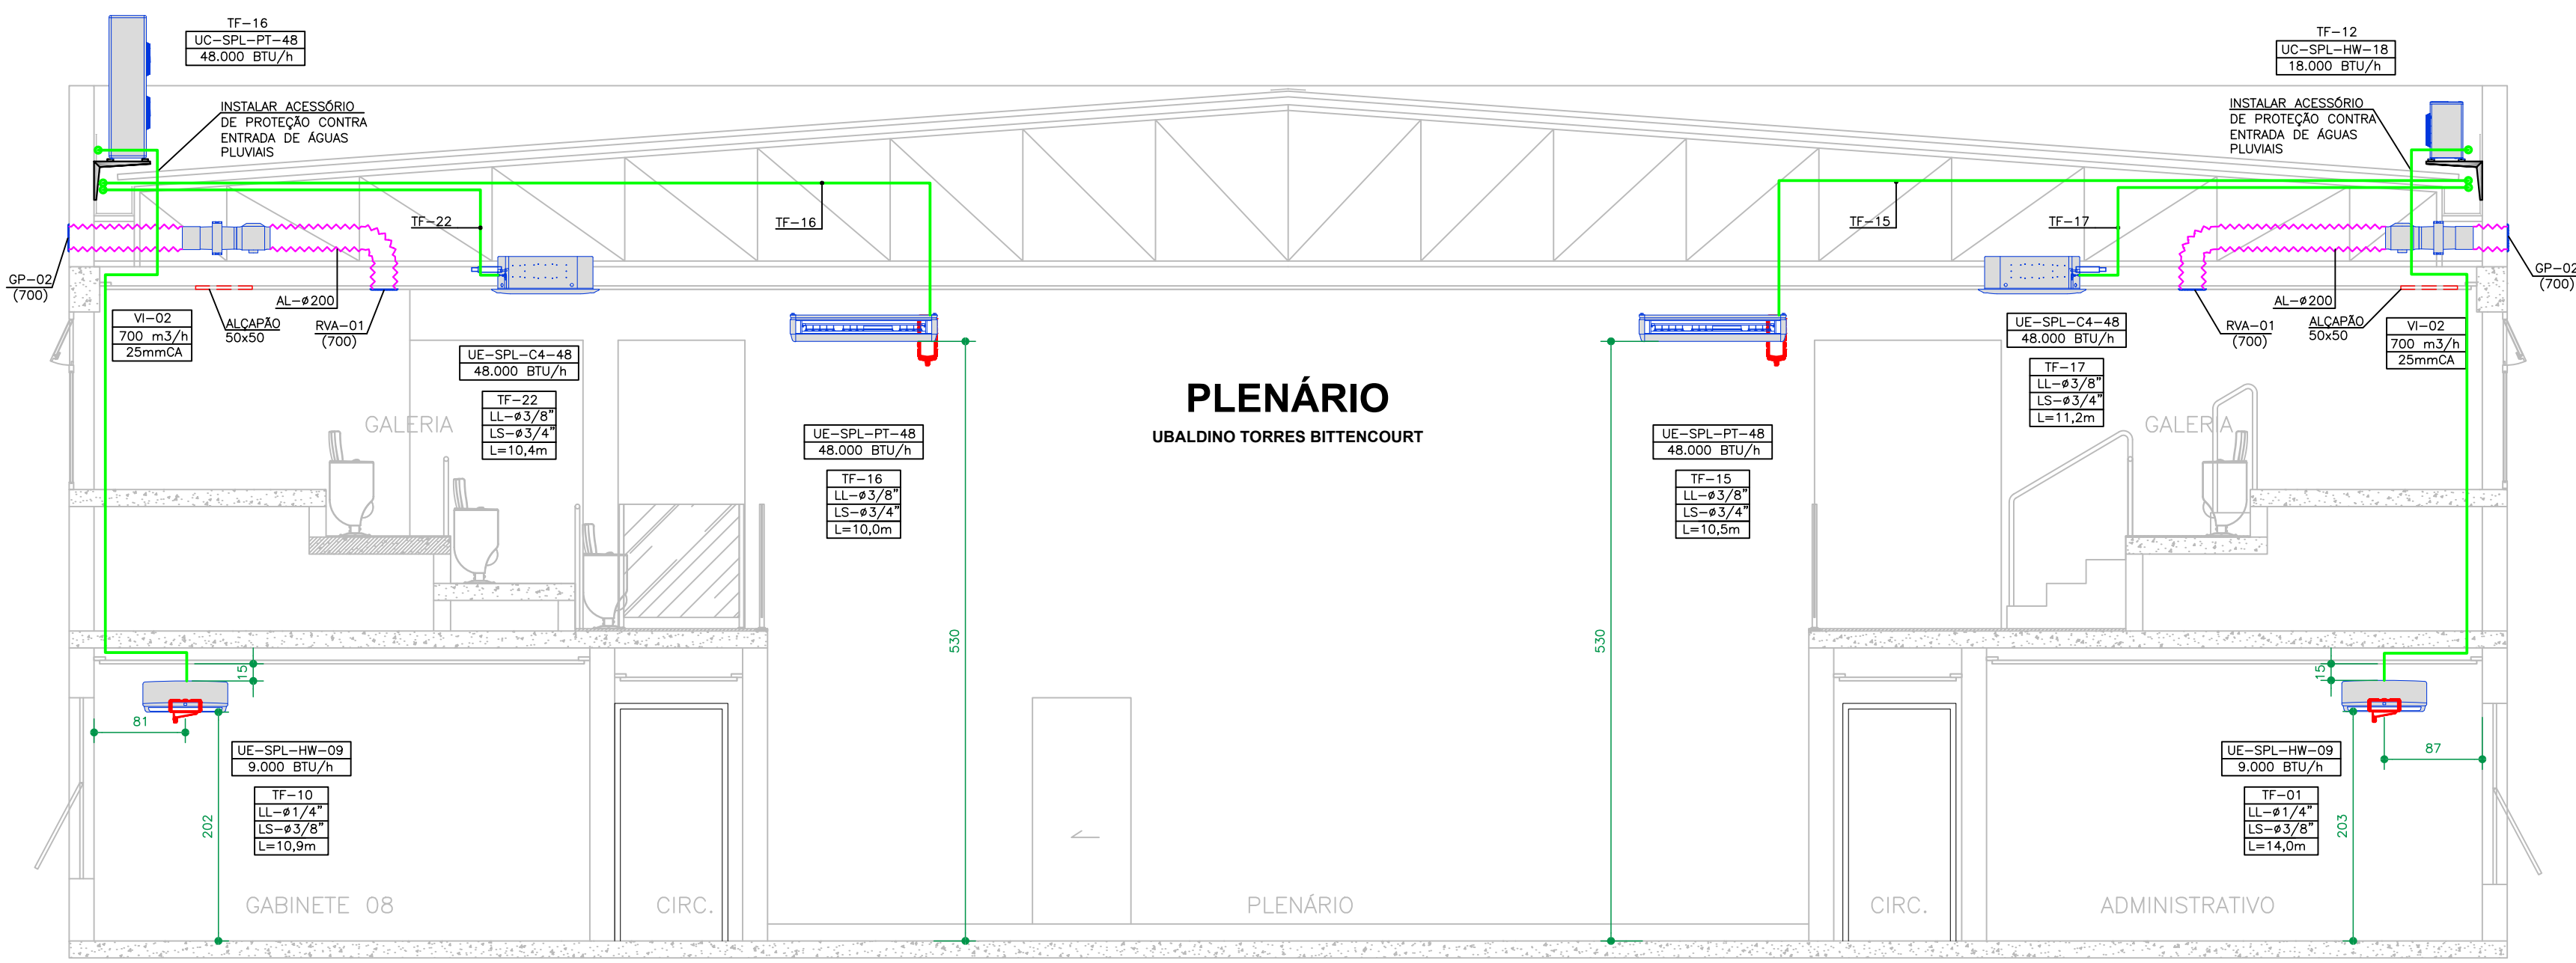 TF-16
UC-SPL-PT-48
48.000 BTU/h
TF-12
UC-SPL-HW-18
18.000 BTU/h
INSTALAR ACESSÓRIO
DE PROTEÇÃO CONTRA
ENTRADA DE ÁGUAS
PLUVIAIS
INSTALAR ACESSÓRIO
DE PROTEÇÃO CONTRA
ENTRADA DE ÁGUAS
PLUVIAIS
TF-22
TF-16
TF-15
TF-17
GP-02
(700)
AL-ø200
ALÇAPÃO
50x50
RVA-01
(700)
VI-02
700 m3/h
25mmCA
UE-SPL-C4-48
48.000 BTU/h
TF-22
LL-ø3/8"
LS-ø3/4"
L=10,4m
GALERIA
UE-SPL-PT-48
48.000 BTU/h
TF-16
LL-ø3/8"
LS-ø3/4"
L=10,0m
PLENÁRIO
UBALDINO TORRES BITTENCOURT
UE-SPL-PT-48
48.000 BTU/h
TF-15
LL-ø3/8"
LS-ø3/4"
L=10,5m
UE-SPL-C4-48
48.000 BTU/h
TF-17
LL-ø3/8"
LS-ø3/4"
L=11,2m
GALERIA
RVA-01
(700)
AL-ø200
ALÇAPÃO
50x50
VI-02
700 m3/h
25mmCA
GP-02
(700)
530
530
15
81
202
UE-SPL-HW-09
9.000 BTU/h
TF-10
LL-ø1/4"
LS-ø3/8"
L=10,9m
15
87
203
UE-SPL-HW-09
9.000 BTU/h
TF-01
LL-ø1/4"
LS-ø3/8"
L=14,0m
GABINETE 08
CIRC.
PLENÁRIO
CIRC.
ADMINISTRATIVO